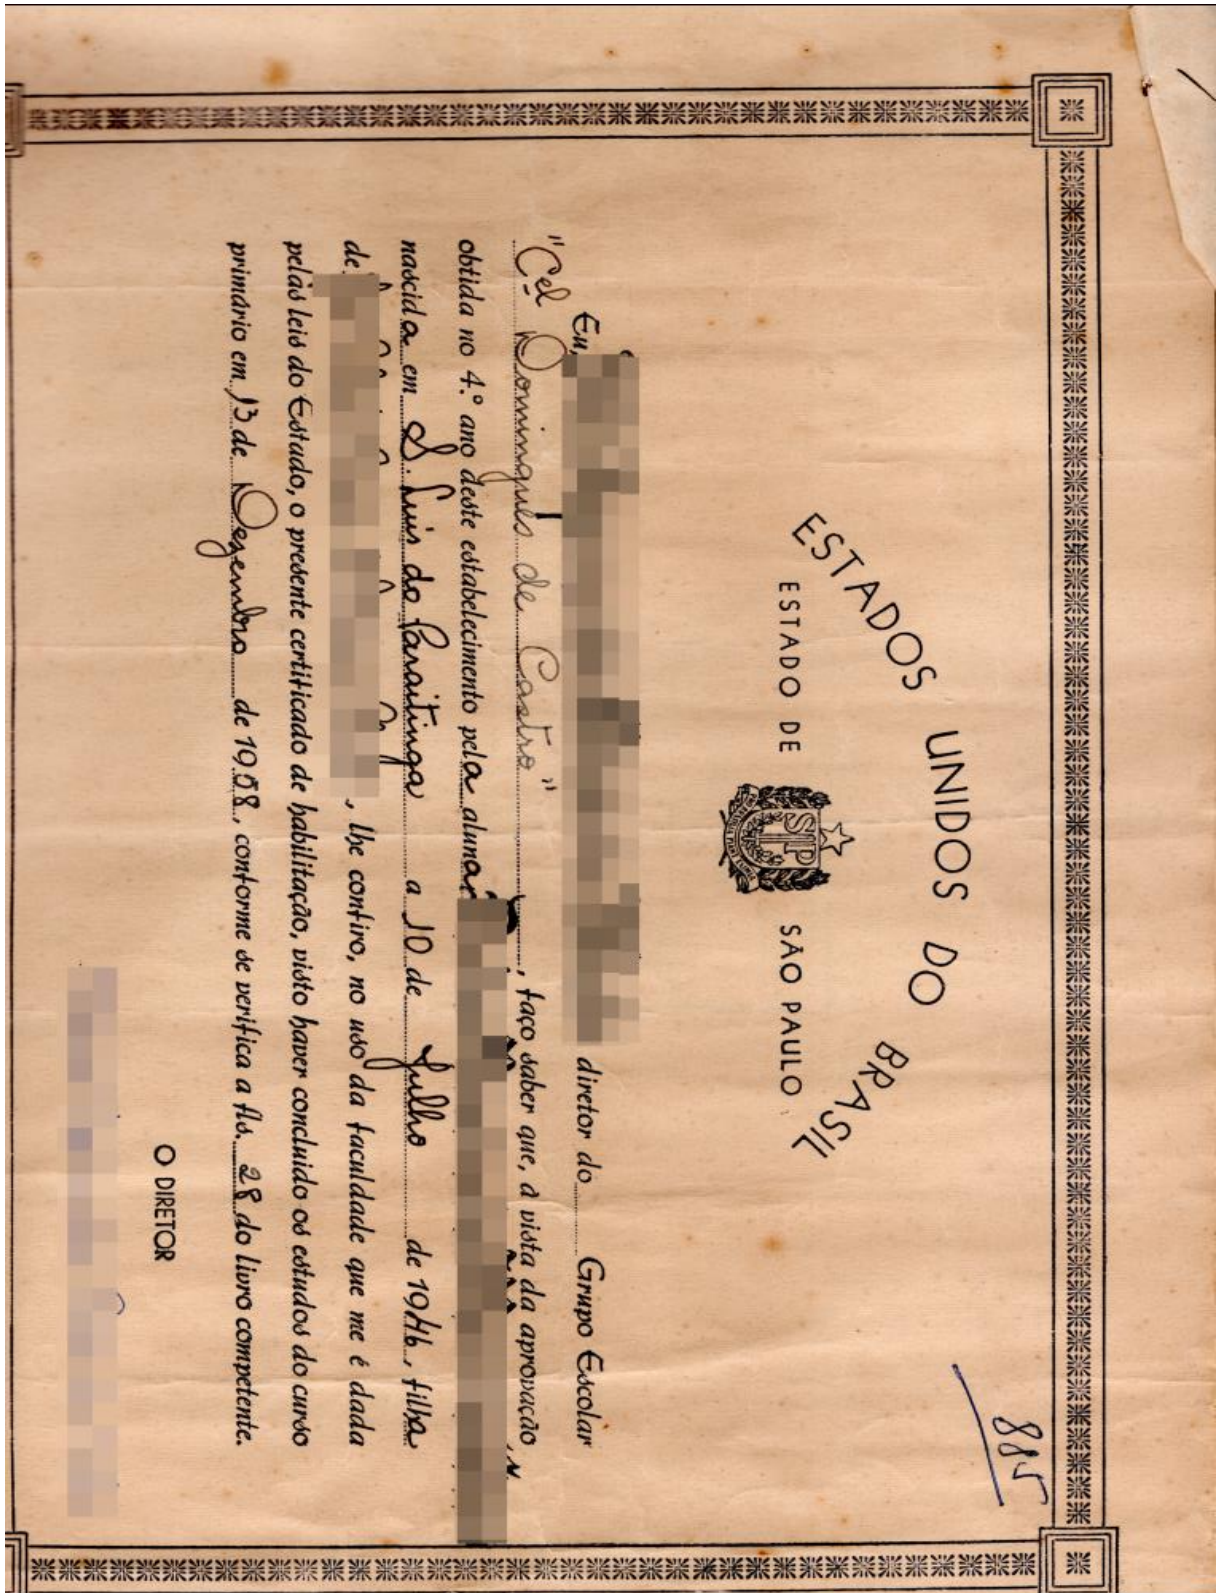 885
ESTADOS UNIDOS DO BRASIL
ESTADO DE SÃO PAULO
SP
Eu, diretor do Grupo Escolar
"Cel Domingues de Castro", faço saber que, à vista da aprovação
obtida no 4.º ano deste estabelecimento pela aluna
nascida em S. Luis do Paraitinga a 10 de Julho de 1946, filha
de , lhe confiro, no uso da faculdade que me é dada
pelas leis do Estado, o presente certificado de habilitação, visto haver concluido os estudos do curso
primário em 13 de Dezembro de 1958, conforme se verifica a fls. 28 do livro competente.
O DIRETOR